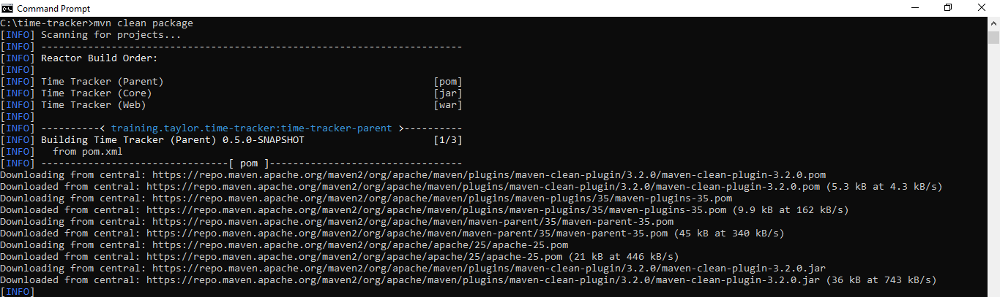 Command Prompt
C:\time-tracker>mvn clean package
[INFO] Scanning for projects...
[INFO] ------------------------------------------------------------------------
[INFO] Reactor Build Order:
[INFO]
[INFO] Time Tracker (Parent)                                              [pom]
[INFO] Time Tracker (Core)                                                [jar]
[INFO] Time Tracker (Web)                                                 [war]
[INFO]
[INFO] ----------< training.taylor.time-tracker:time-tracker-parent >----------
[INFO] Building Time Tracker (Parent) 0.5.0-SNAPSHOT                      [1/3]
[INFO]   from pom.xml
[INFO] --------------------------------[ pom ]---------------------------------
Downloading from central: https://repo.maven.apache.org/maven2/org/apache/maven/plugins/maven-clean-plugin/3.2.0/maven-clean-plugin-3.2.0.pom
Downloaded from central: https://repo.maven.apache.org/maven2/org/apache/maven/plugins/maven-clean-plugin/3.2.0/maven-clean-plugin-3.2.0.pom (5.3 kB at 4.3 kB/s)
Downloading from central: https://repo.maven.apache.org/maven2/org/apache/maven/plugins/maven-plugins/35/maven-plugins-35.pom
Downloaded from central: https://repo.maven.apache.org/maven2/org/apache/maven/plugins/maven-plugins/35/maven-plugins-35.pom (9.9 kB at 162 kB/s)
Downloading from central: https://repo.maven.apache.org/maven2/org/apache/maven/maven-parent/35/maven-parent-35.pom
Downloaded from central: https://repo.maven.apache.org/maven2/org/apache/maven/maven-parent/35/maven-parent-35.pom (45 kB at 340 kB/s)
Downloading from central: https://repo.maven.apache.org/maven2/org/apache/apache/25/apache-25.pom
Downloaded from central: https://repo.maven.apache.org/maven2/org/apache/apache/25/apache-25.pom (21 kB at 446 kB/s)
Downloading from central: https://repo.maven.apache.org/maven2/org/apache/maven/plugins/maven-clean-plugin/3.2.0/maven-clean-plugin-3.2.0.jar
Downloaded from central: https://repo.maven.apache.org/maven2/org/apache/maven/plugins/maven-clean-plugin/3.2.0/maven-clean-plugin-3.2.0.jar (36 kB at 743 kB/s)
[INFO]